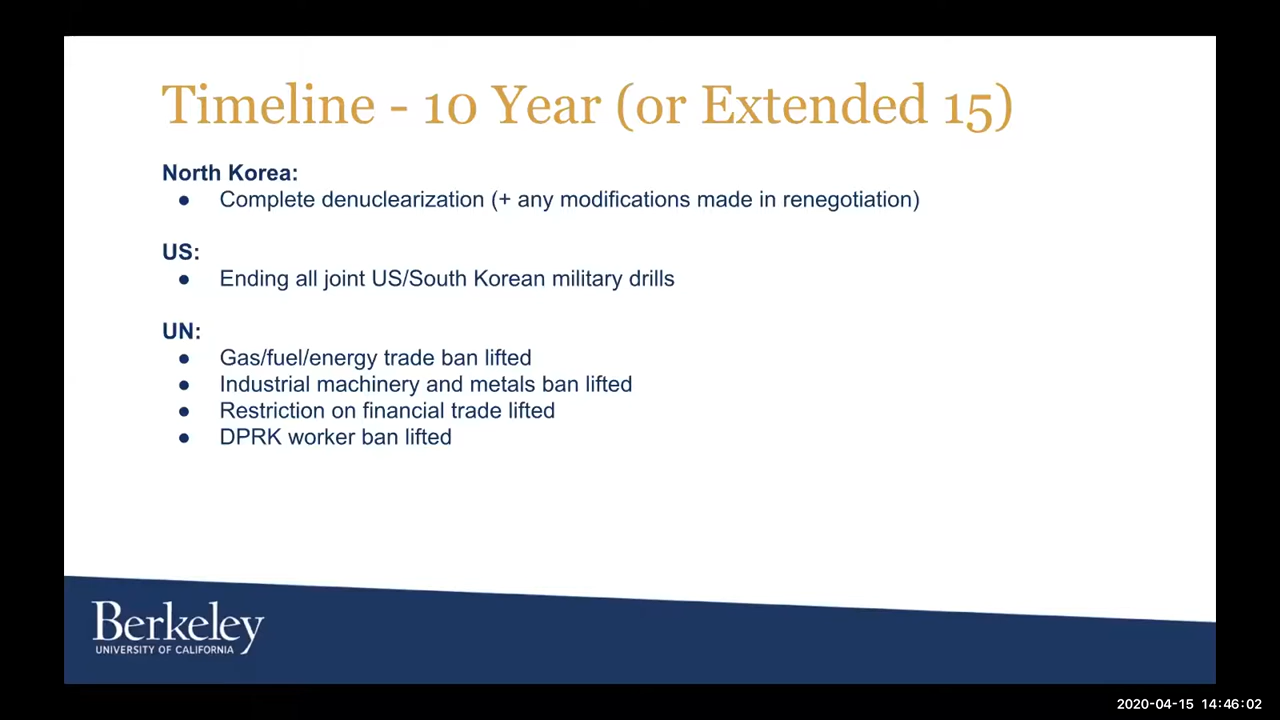 Timeline - 10 Year (or Extended 15)
North Korea:
● Complete denuclearization (+ any modifications made in renegotiation)
US:
● Ending all joint US/South Korean military drills
UN:
● Gas/fuel/energy trade ban lifted
● Industrial machinery and metals ban lifted
● Restriction on financial trade lifted
● DPRK worker ban lifted
Berkeley
UNIVERSITY OF CALIFORNIA
2020-04-15 14:46:02